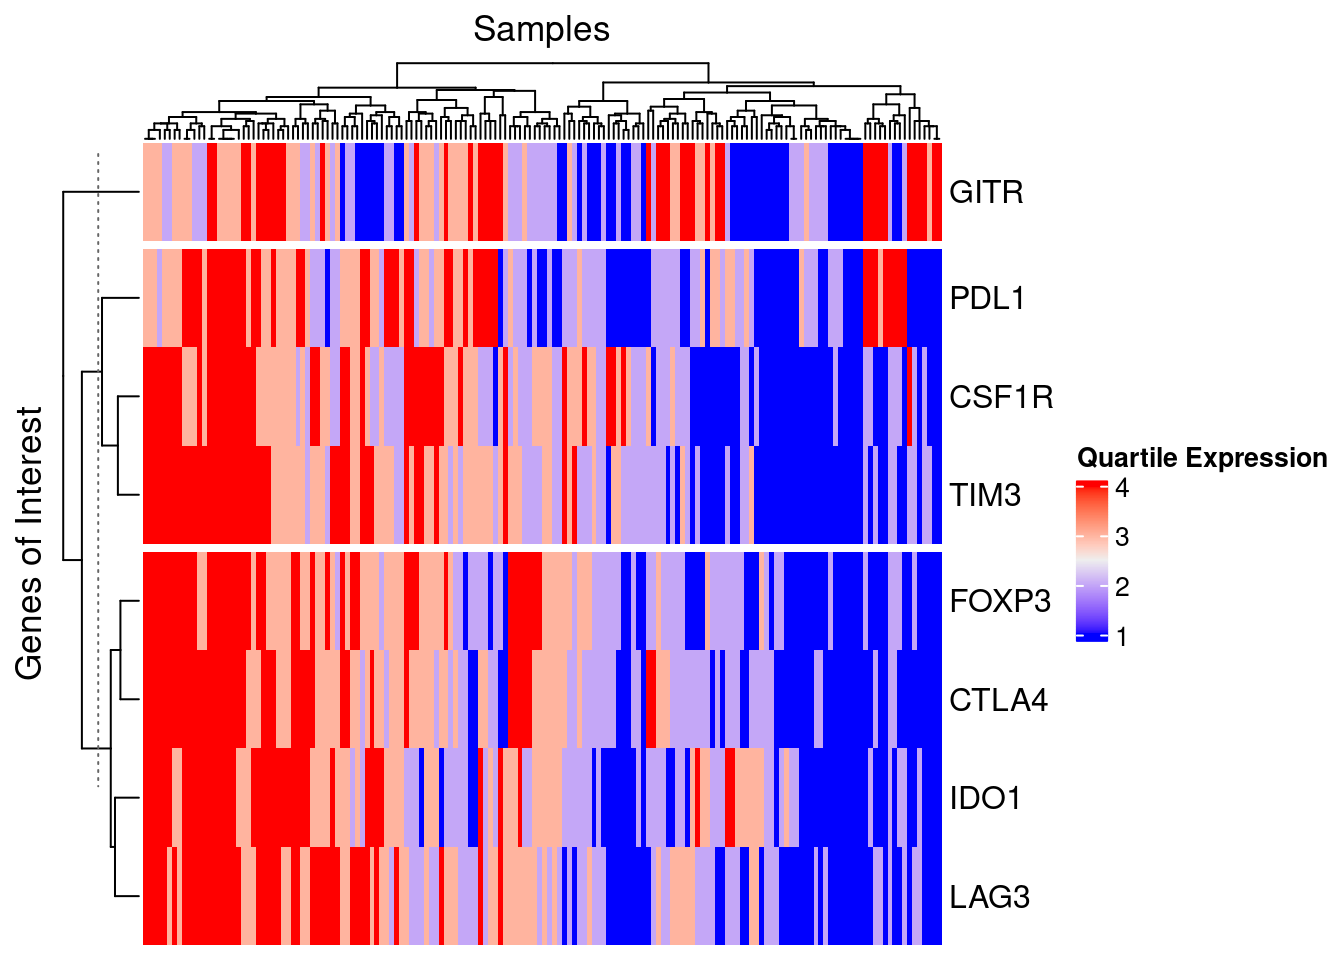 Samples
Genes of Interest
GITR
PDL1
CSF1R
TIM3
FOXP3
CTLA4
IDO1
LAG3
Quartile Expression
4
3
2
1